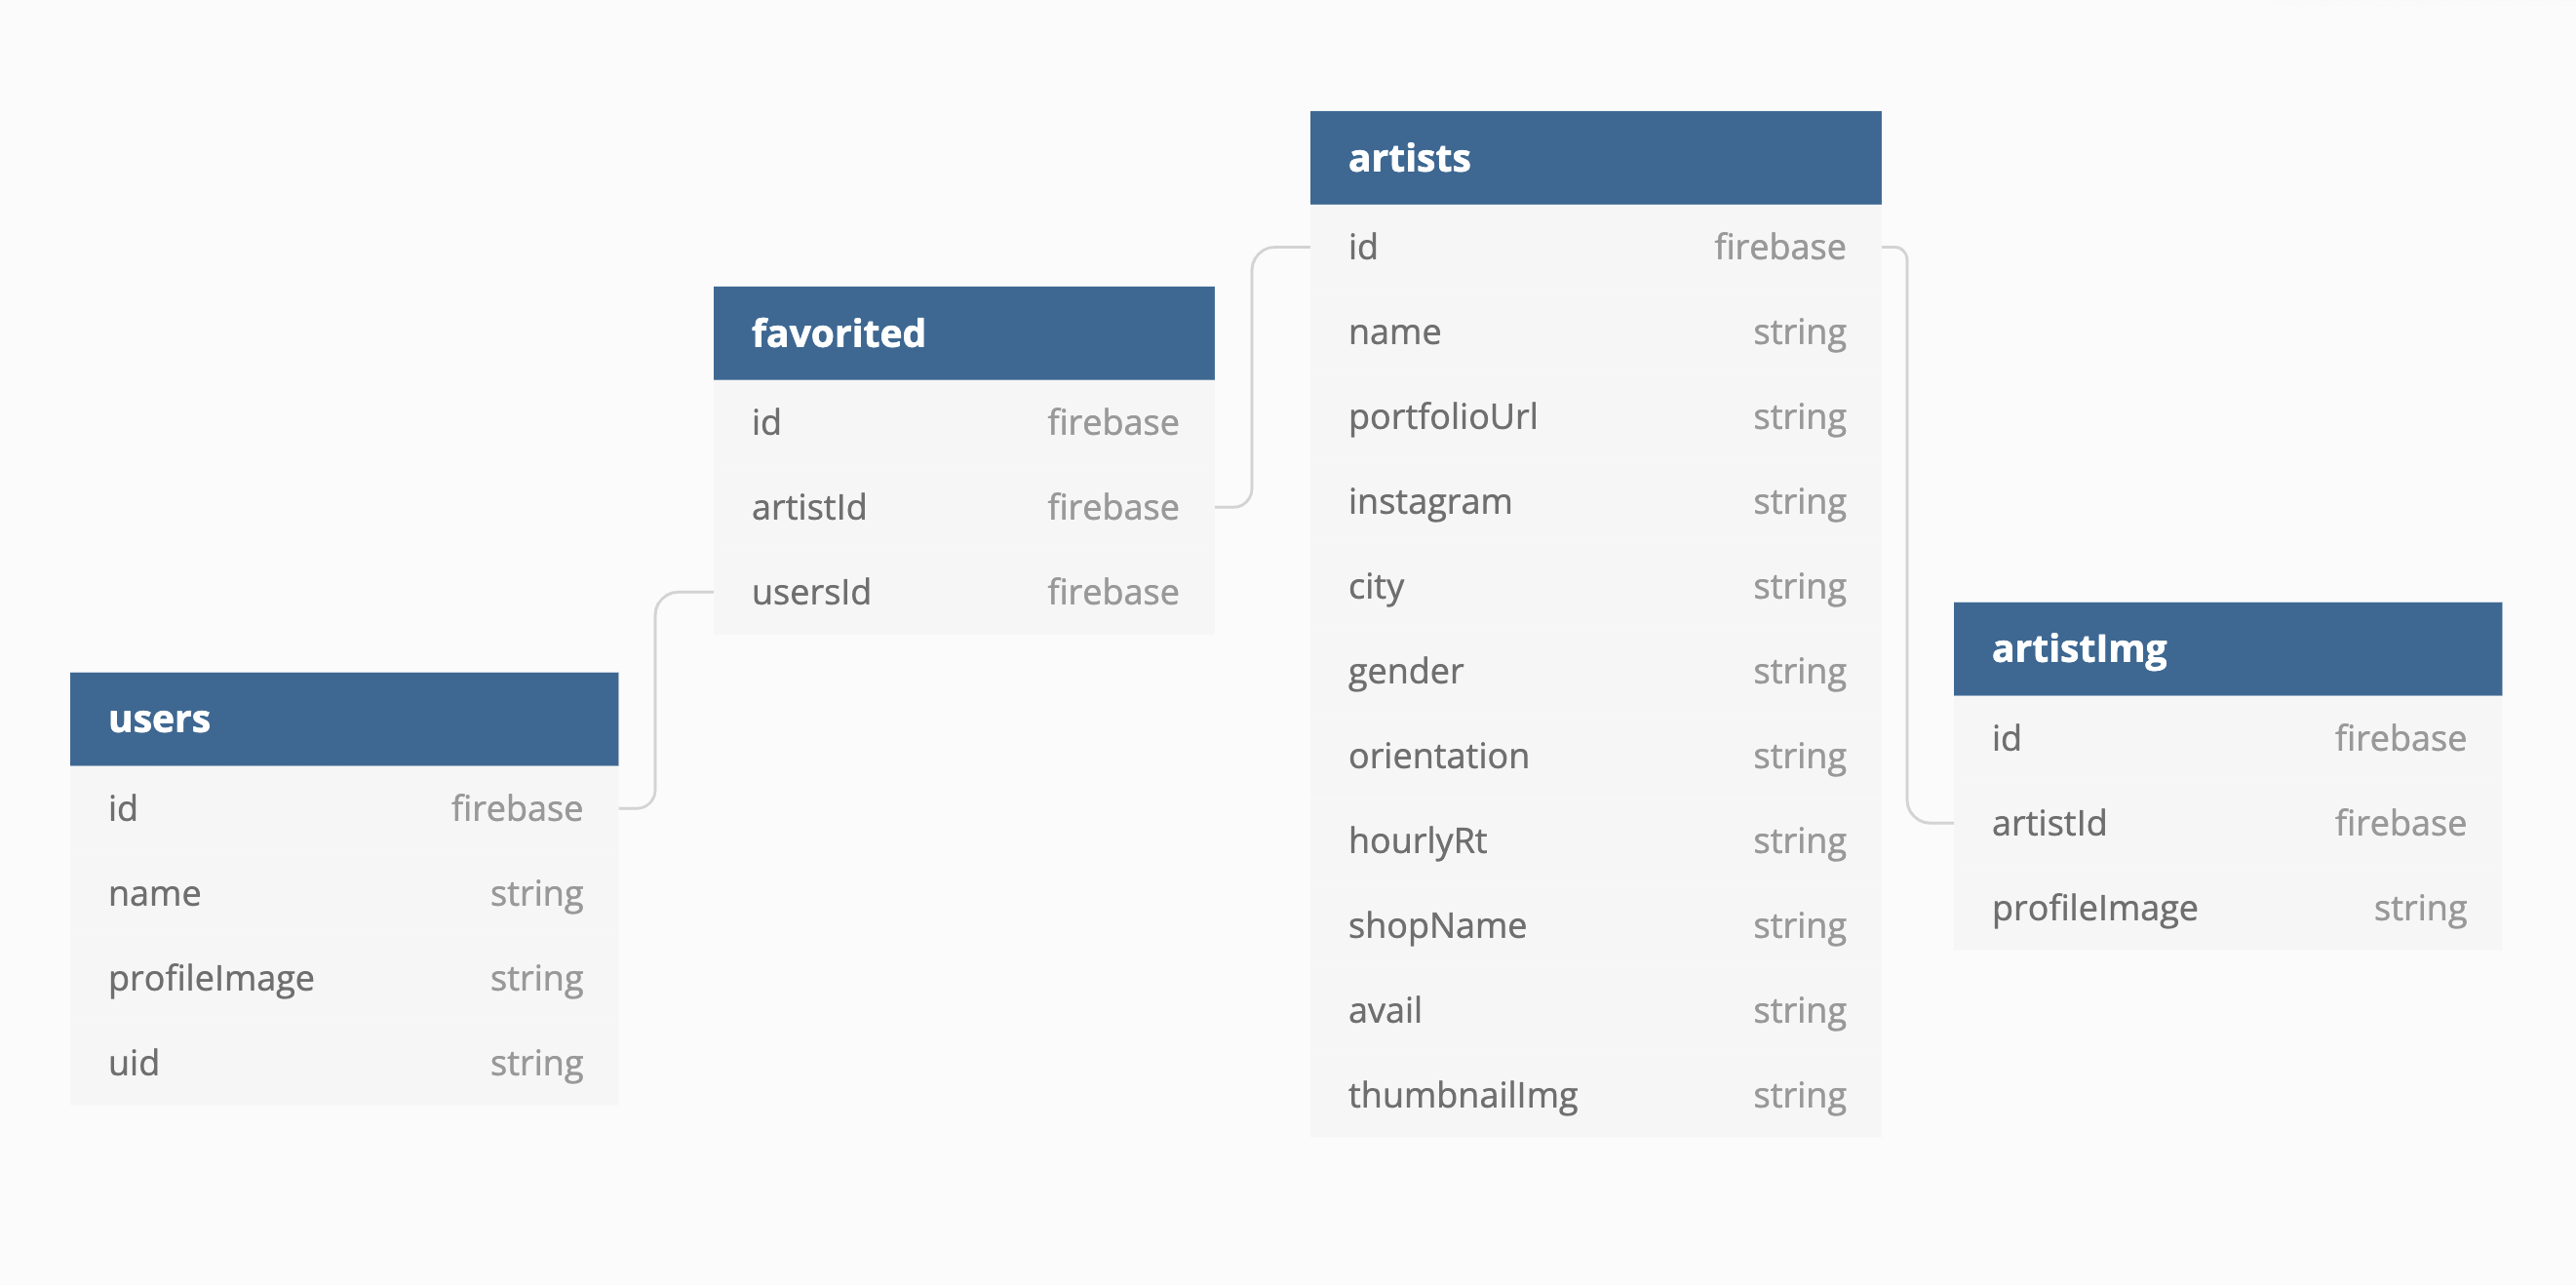 users
id firebase
name string
profileImage string
uid string
favorited
id firebase
artistId firebase
usersId firebase
artists
id firebase
name string
portfolioUrl string
instagram string
city string
gender string
orientation string
hourlyRt string
shopName string
avail string
thumbnailImg string
artistImg
id firebase
artistId firebase
profileImage string